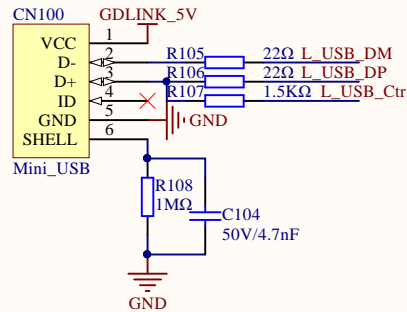 CN100
GDLINK_5V
VCC 1
D- 2 R105 22Ω L_USB_DM
D+ 3 R106 22Ω L_USB_DP
ID 4 R107 1.5KΩ L_USB_Ctr
GND 5 GND
SHELL 6
Mini_USB
R108
1MΩ
C104
50V/4.7nF
GND